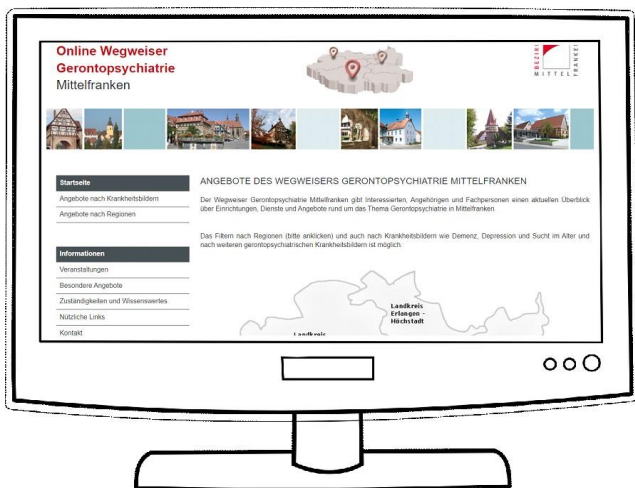 Online Wegweiser
Gerontopsychiatrie
Mittelfranken
BEZIRK
MITTELFRANKEN
Startseite
Angebote nach Krankheitsbildern
Angebote nach Regionen
Informationen
Veranstaltungen
Besondere Angebote
Zuständigkeiten und Wissenswertes
Nützliche Links
Kontakt
ANGEBOTE DES WEGWEISERS GERONTOPSYCHIATRIE MITTELFRANKEN
Der Wegweiser Gerontopsychiatrie Mittelfranken gibt Interessierten, Angehörigen und Fachpersonen einen aktuellen Überblick
über Einrichtungen, Dienste und Angebote rund um das Thema Gerontopsychiatrie in Mittelfranken.
Das Filtern nach Regionen (bitte anklicken) und auch nach Krankheitsbildern wie Demenz, Depression und Sucht im Alter und
nach weiteren gerontopsychiatrischen Krankheitsbildern ist möglich.
Landkreis
Erlangen -
Höchstadt
Landkreis